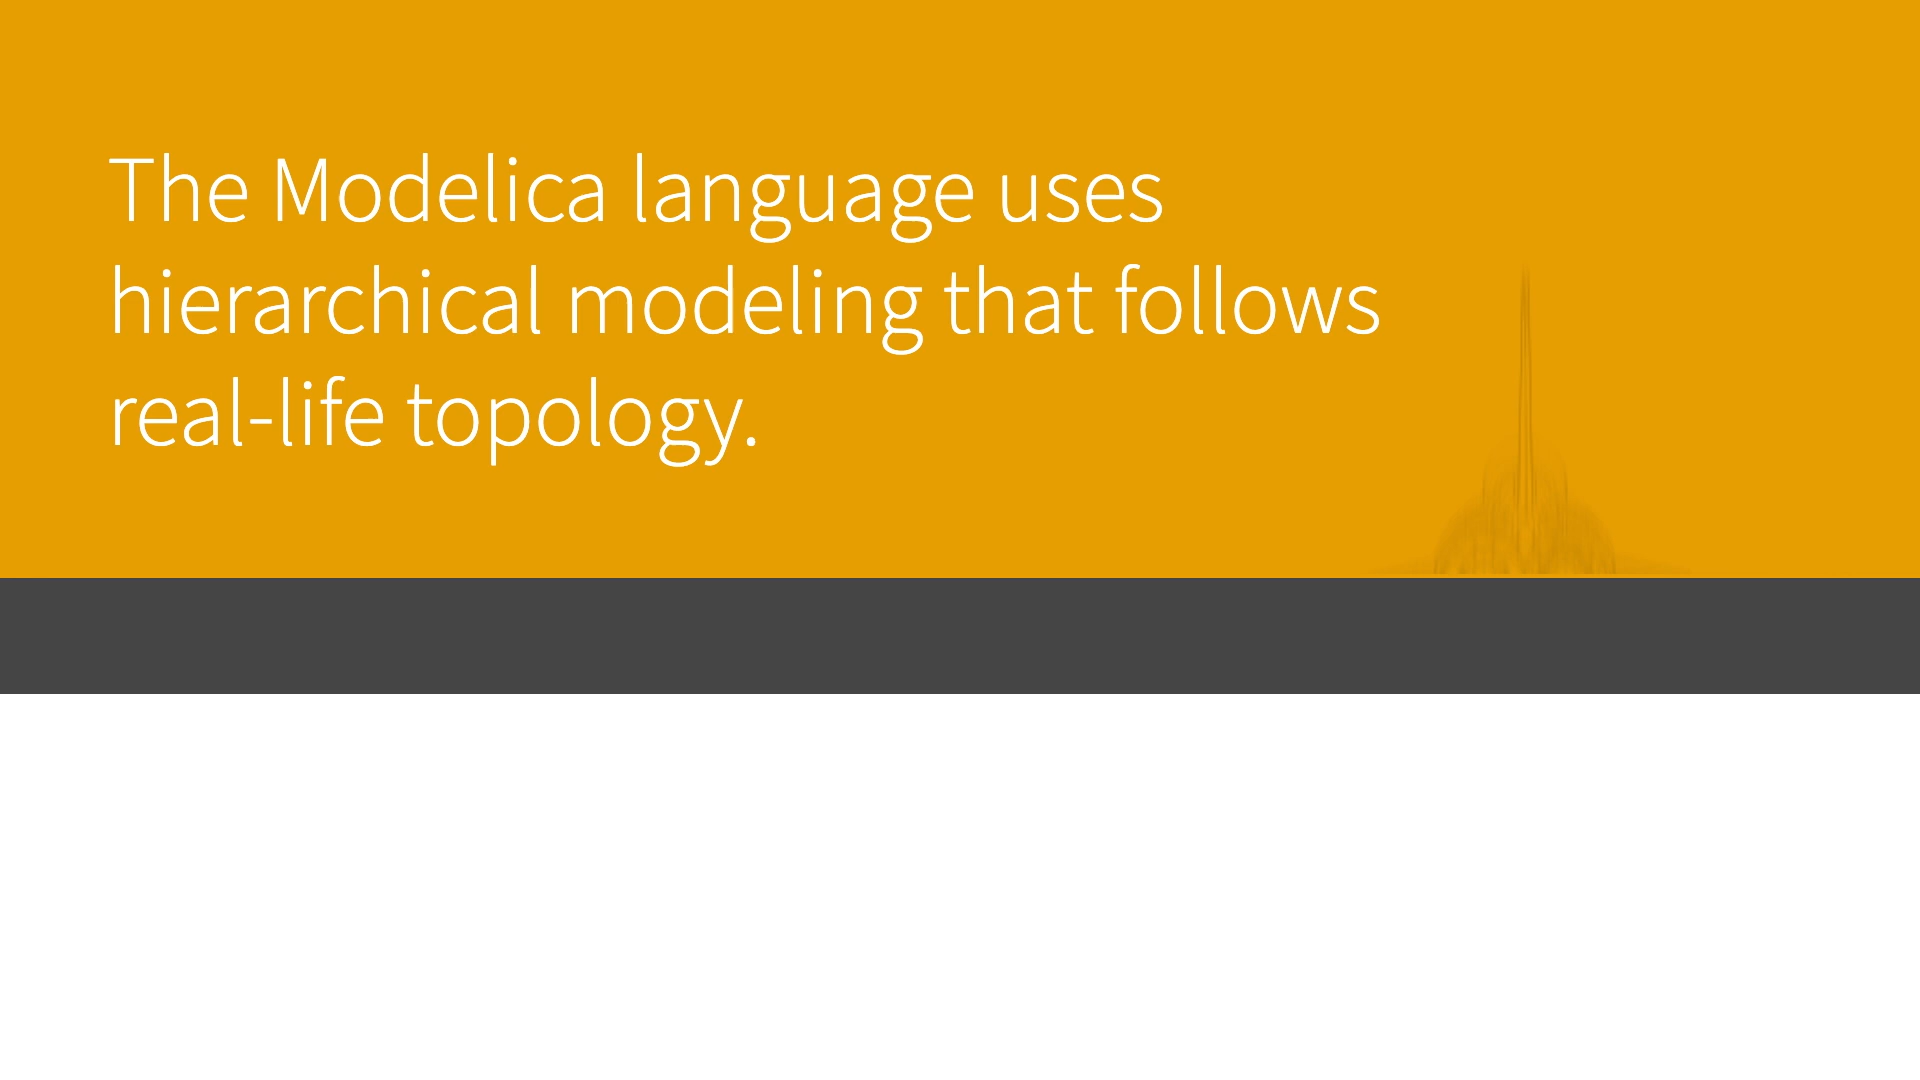 The Modelica language uses
hierarchical modeling that follows
real-life topology.